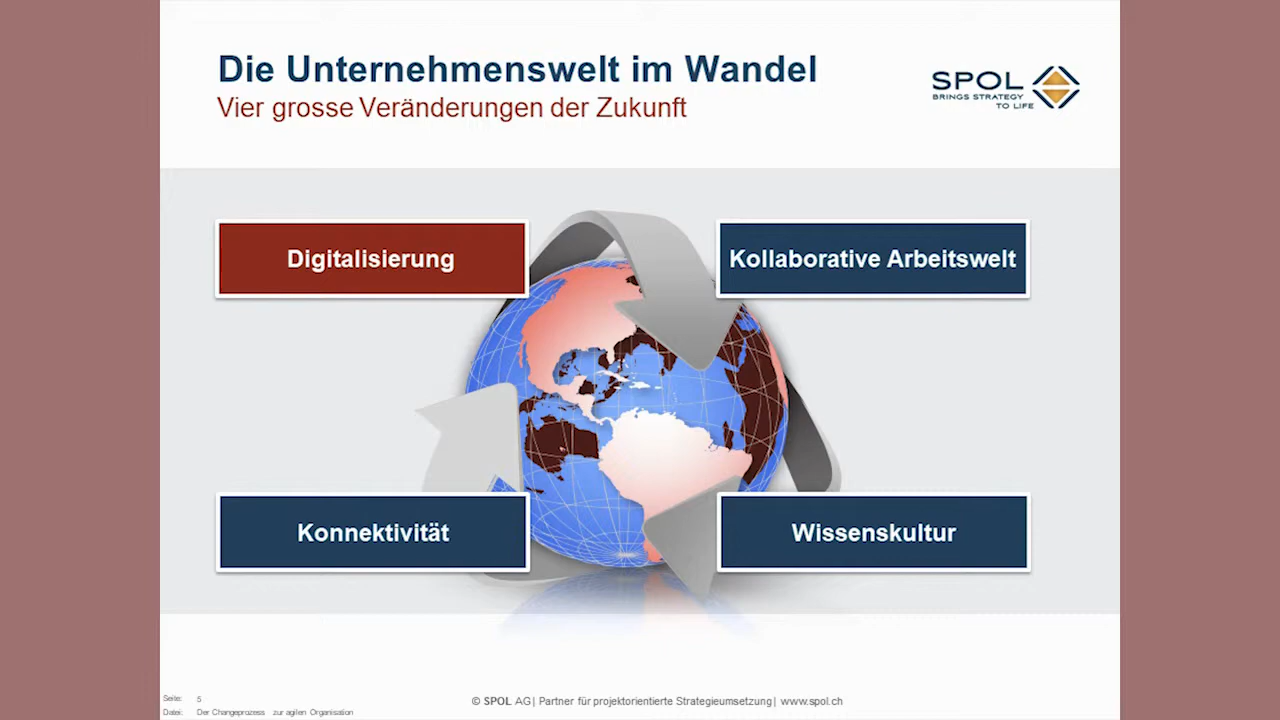 Die Unternehmenswelt im Wandel
Vier grosse Veränderungen der Zukunft
SPOL
BRINGS STRATEGY
TO LIFE
Digitalisierung
Kollaborative Arbeitswelt
Konnektivität
Wissenskultur
Seite: 5
© SPOL AG| Partner für projektorientierte Strategieumsetzung| www.spol.ch
Datei: Der Changeprozess zur agilen Organisation